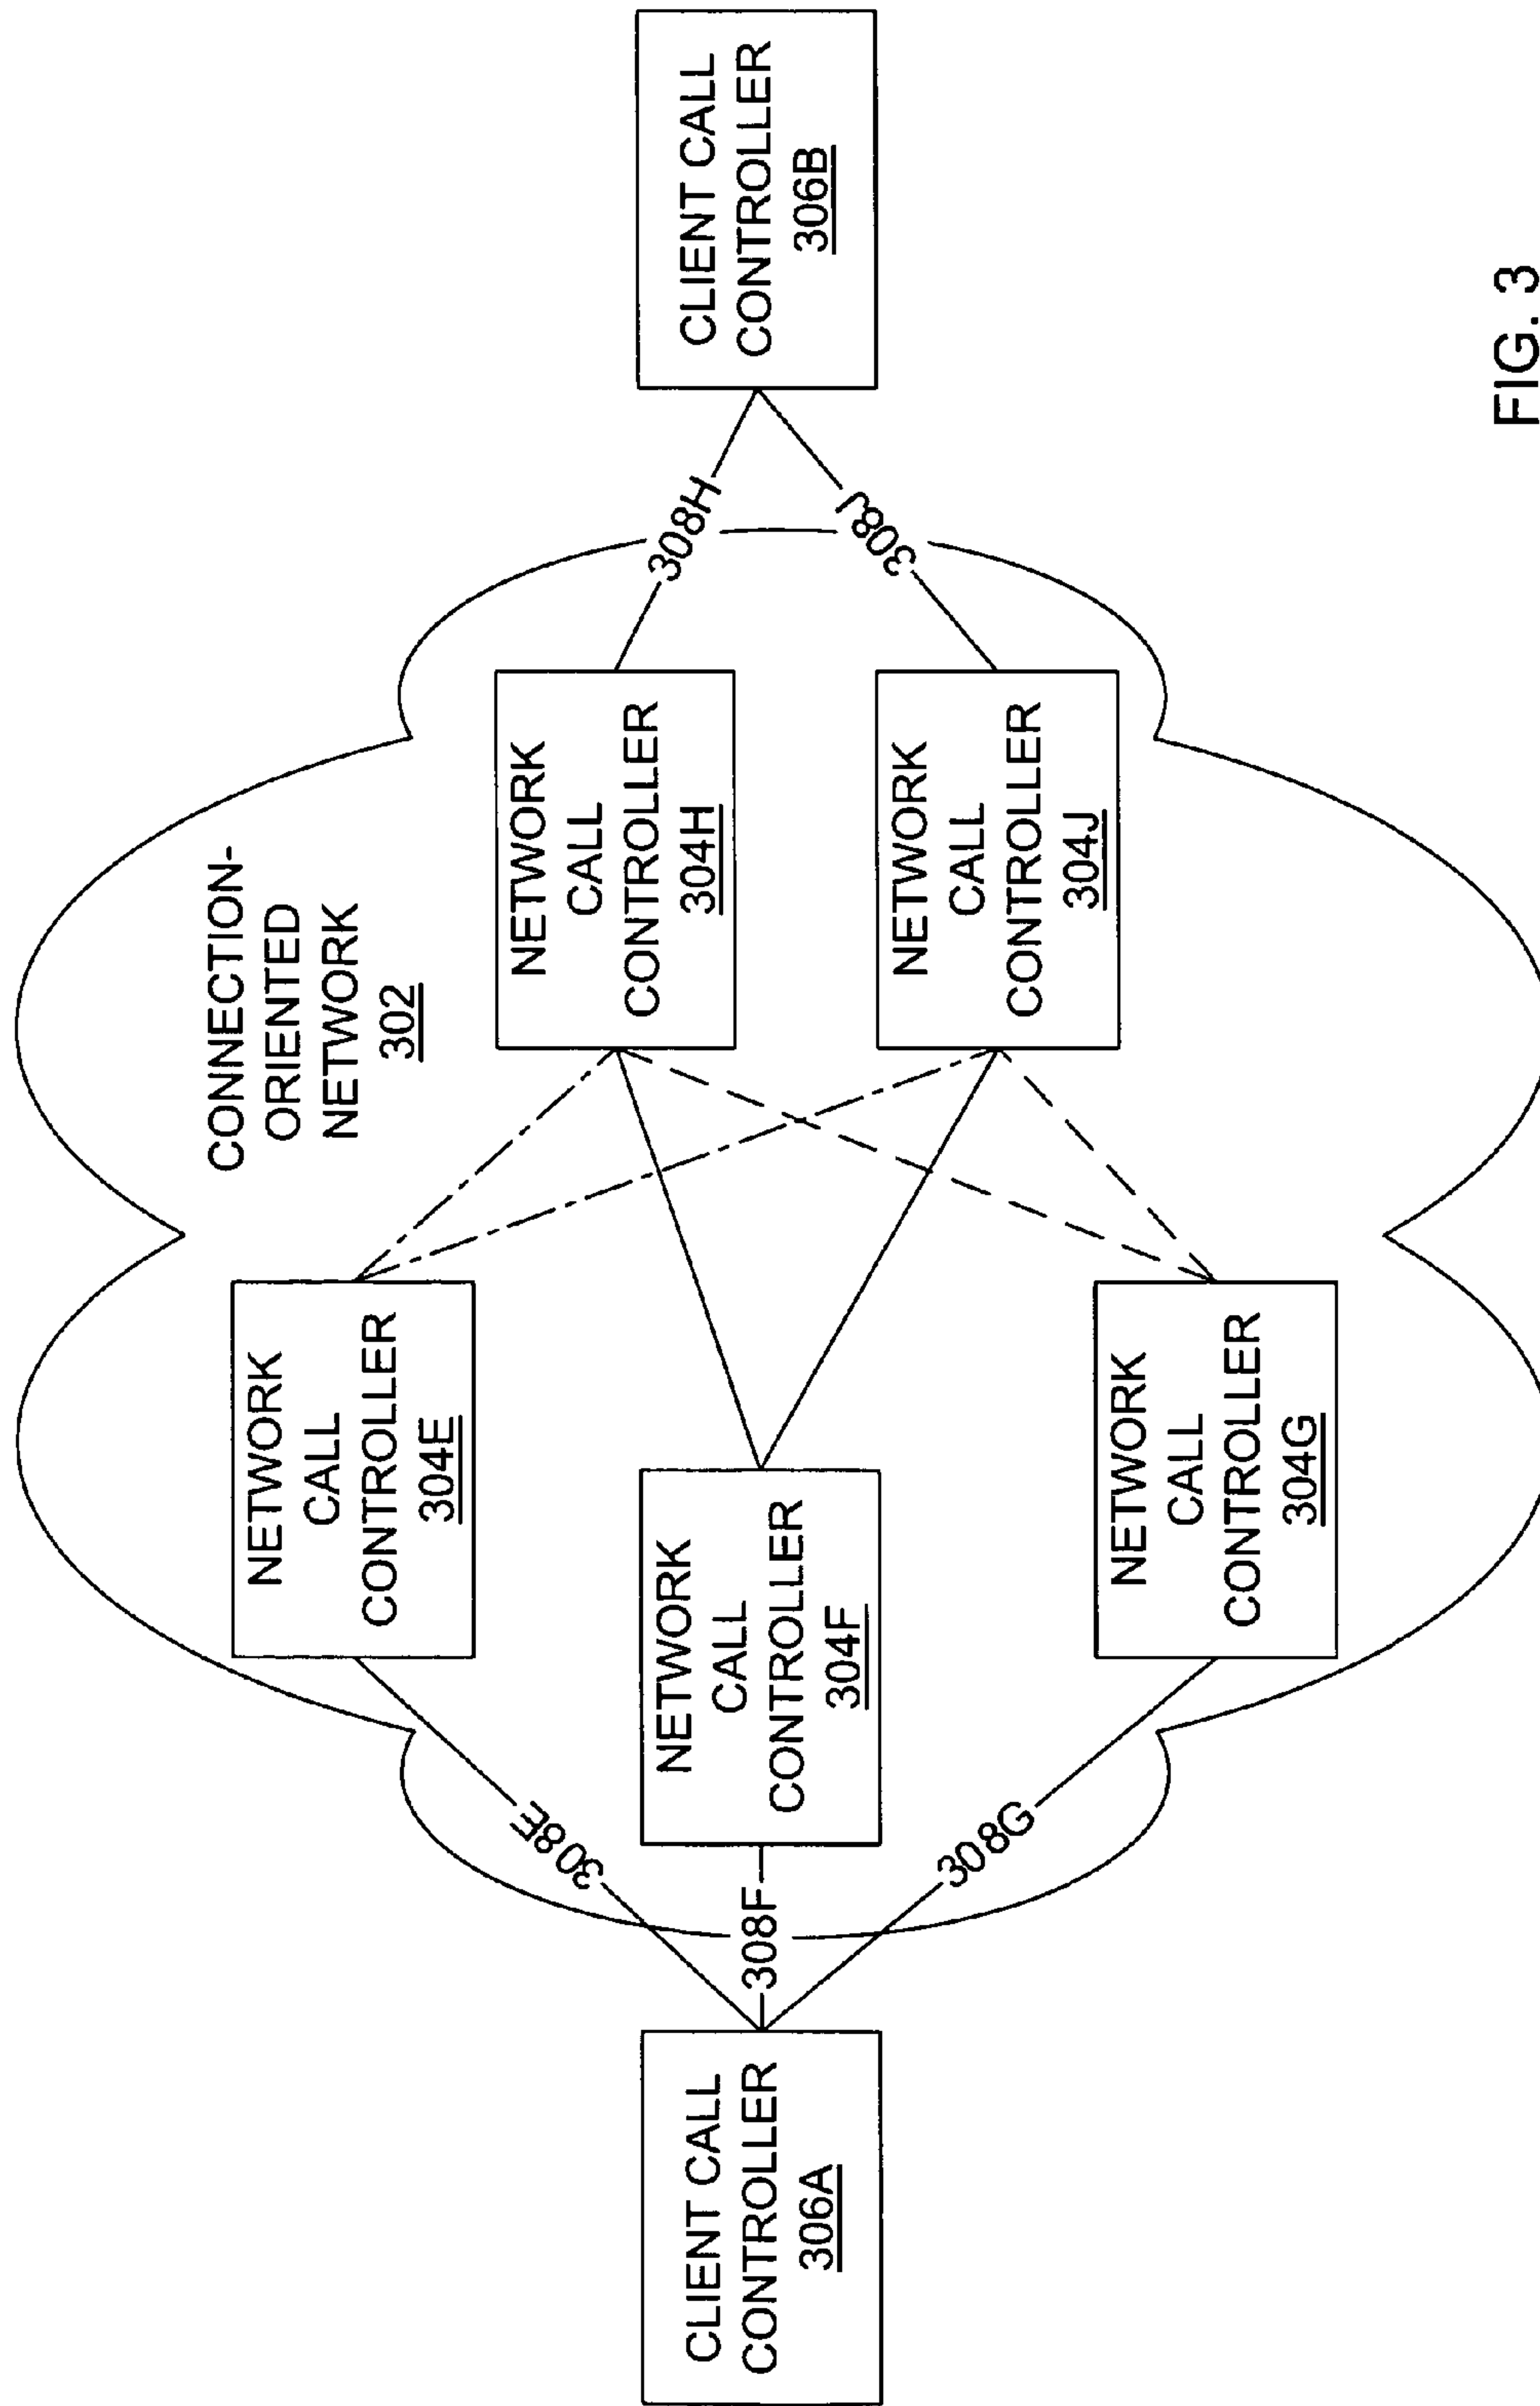 CONNECTION-
ORIENTED
NETWORK
302
NETWORK
CALL
CONTROLLER
304E
NETWORK
CALL
CONTROLLER
304H
308E
308H
CLIENT CALL
CONTROLLER
306A
308F
NETWORK
CALL
CONTROLLER
304F
CLIENT CALL
CONTROLLER
306B
308G
308J
NETWORK
CALL
CONTROLLER
304J
NETWORK
CALL
CONTROLLER
304G
FIG. 3